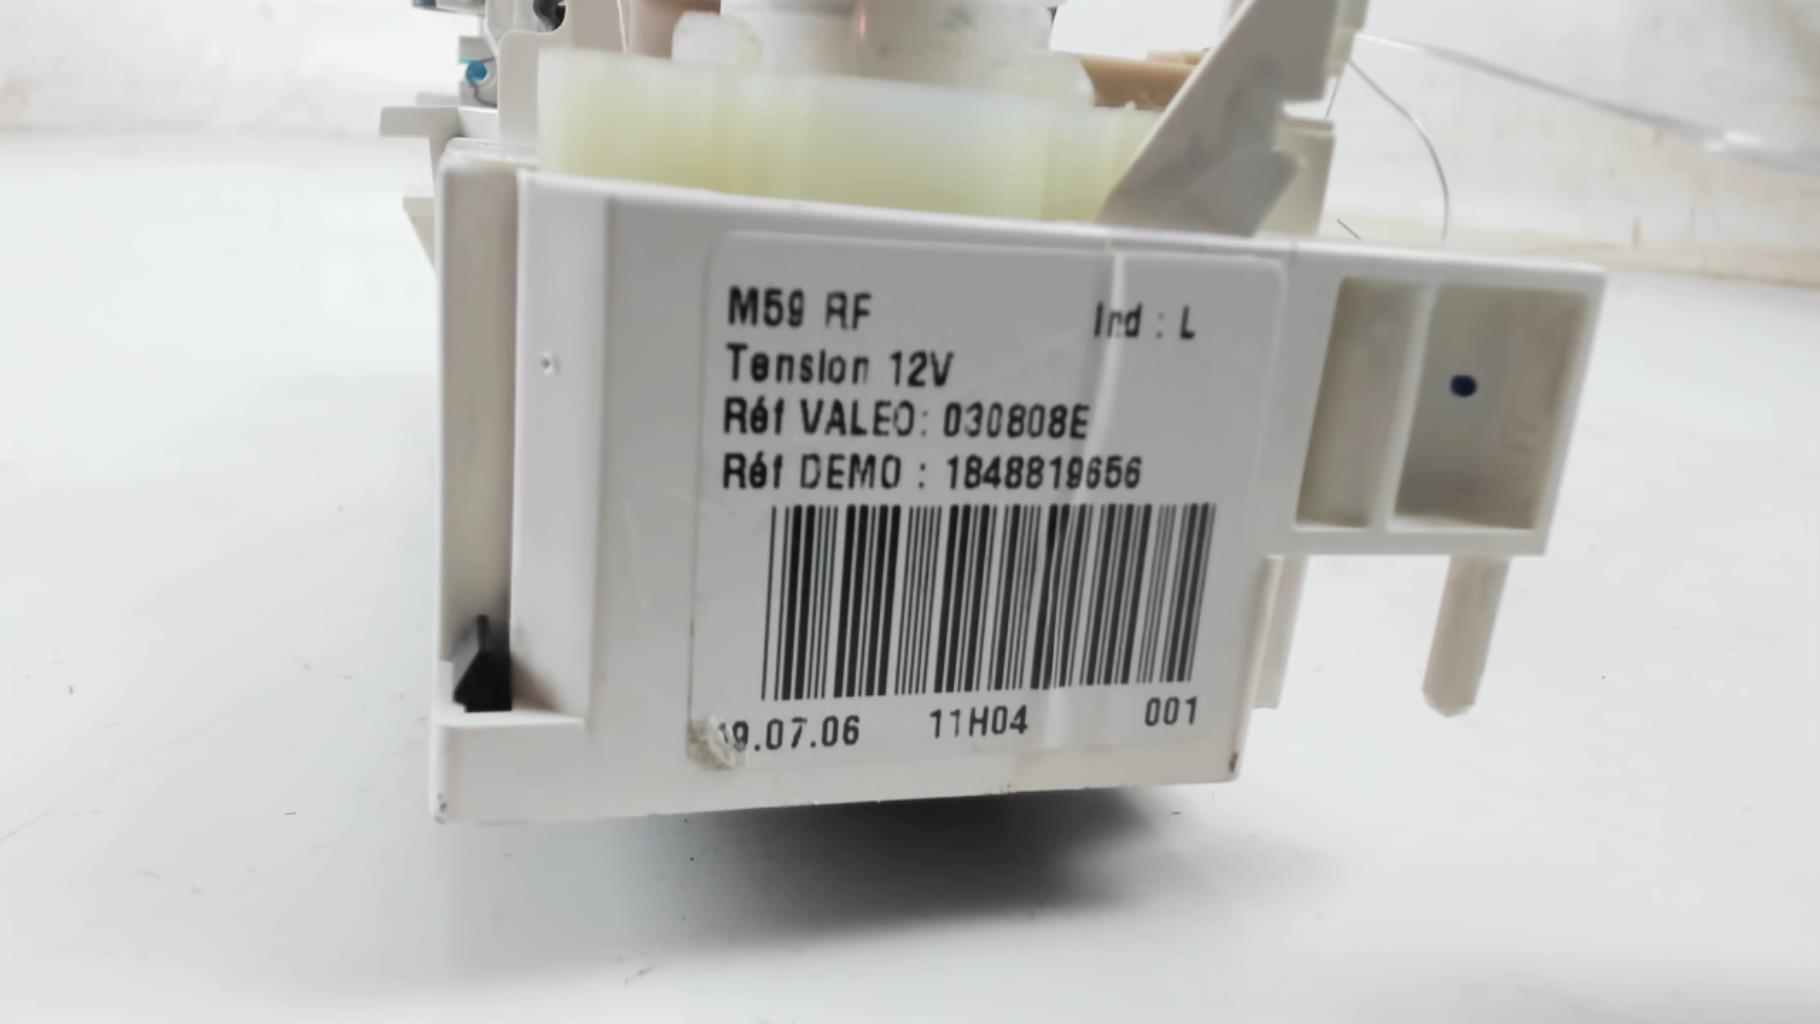 M59 RF Ind : L
Tension 12V
Réf VALEO: 030808E
Réf DEMO : 1848819656
19.07.06 11H04 001